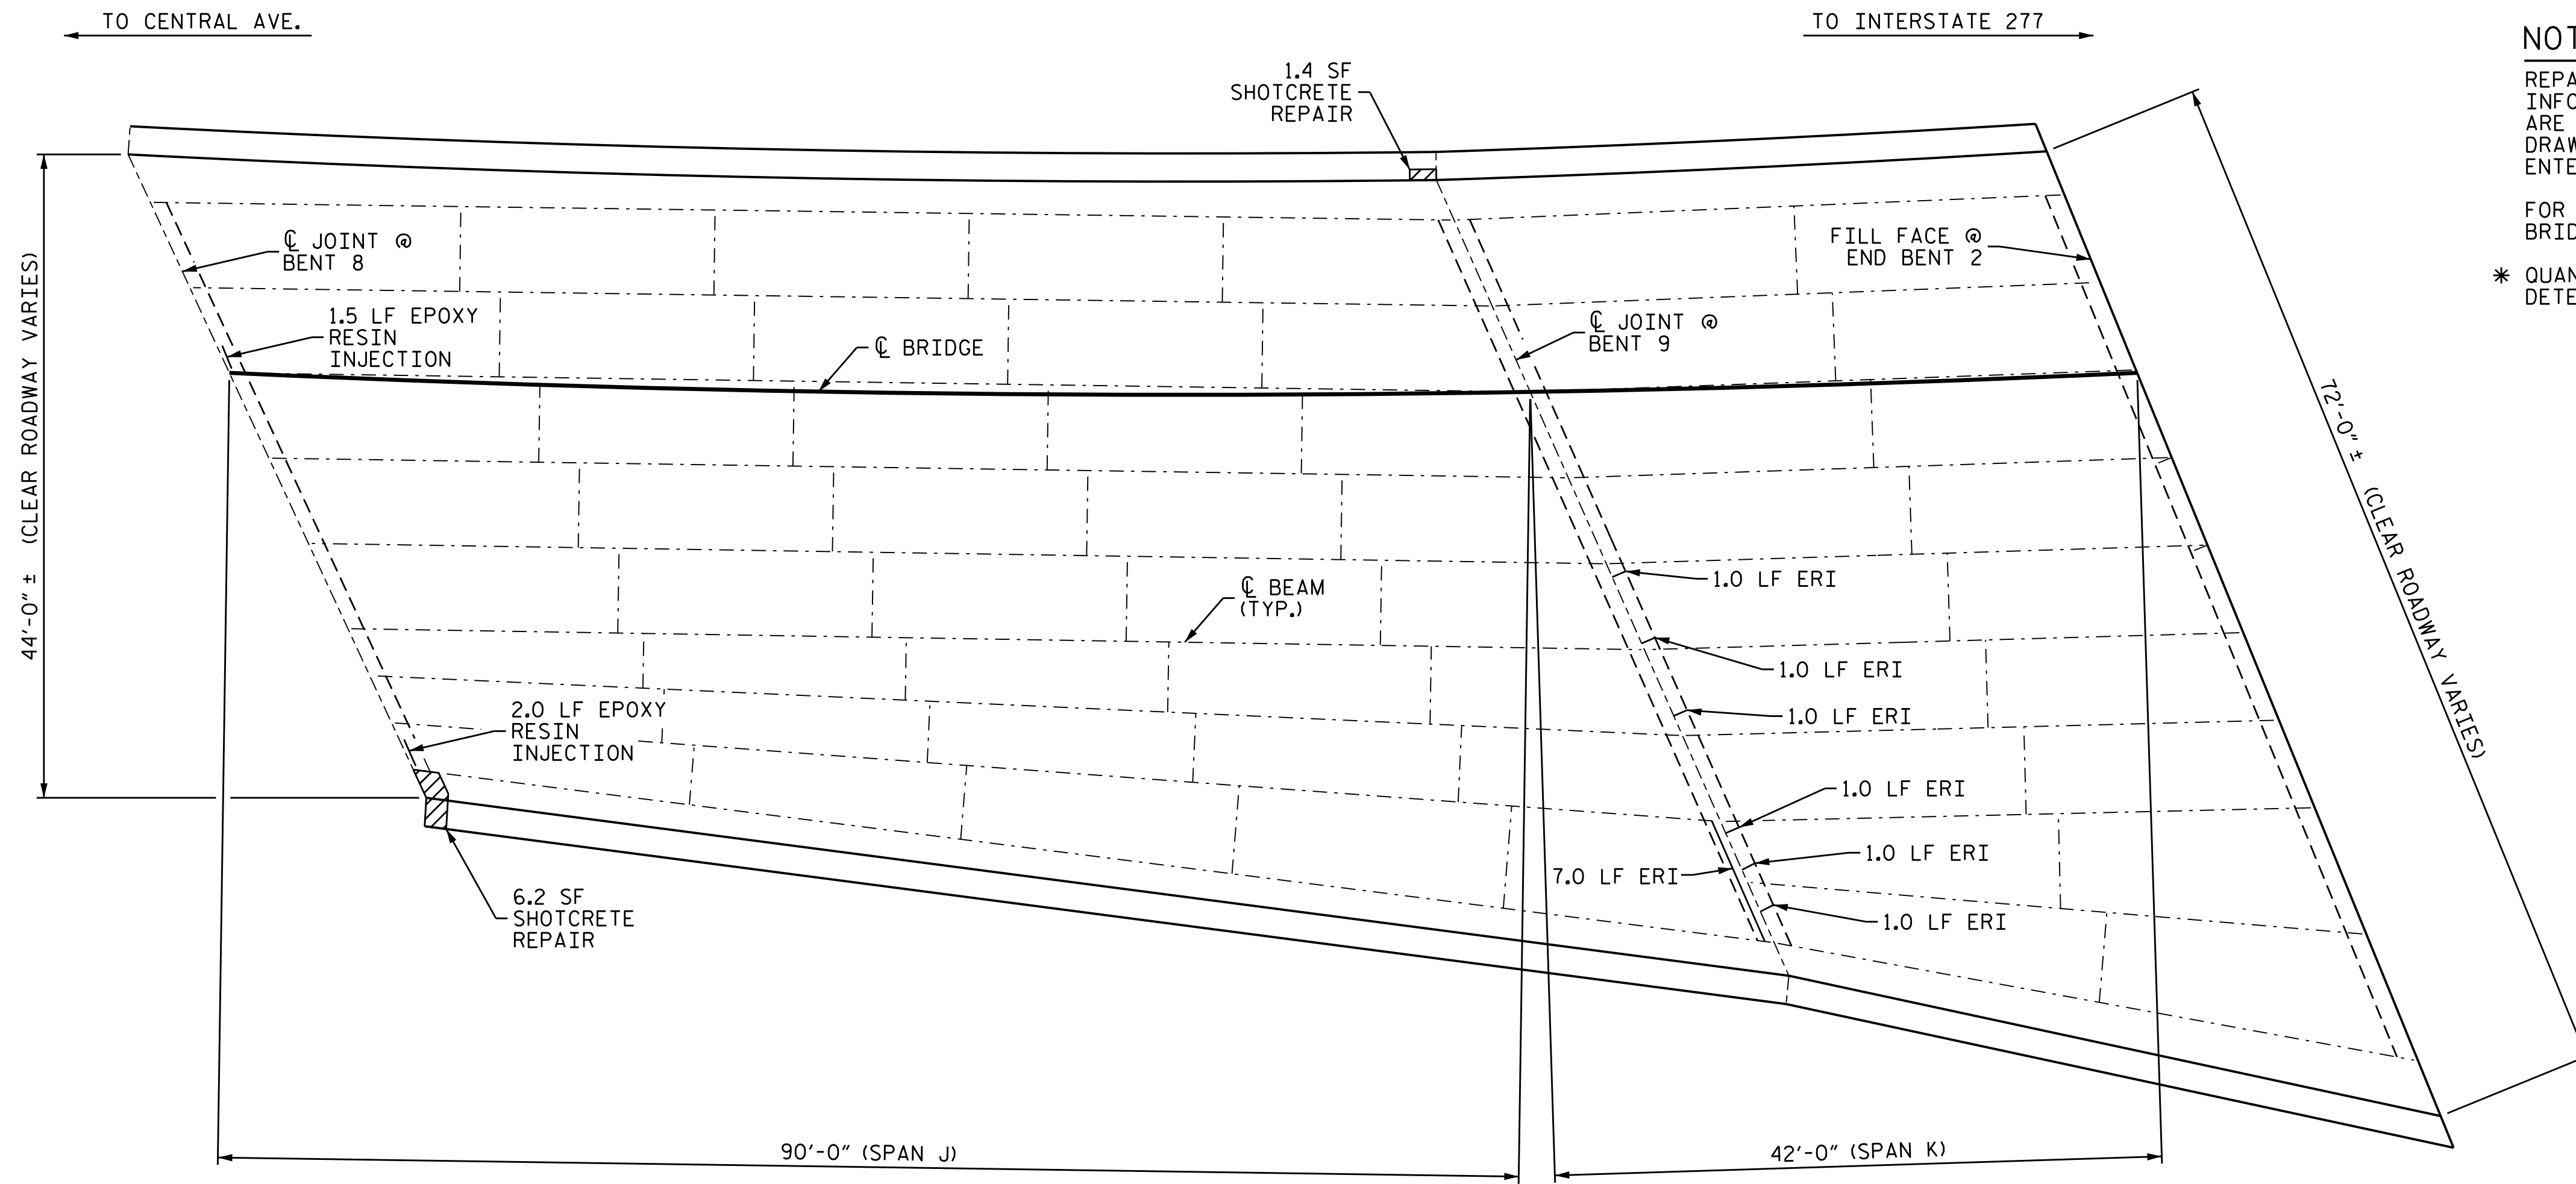 TO CENTRAL AVE.
TO INTERSTATE 277
1.4 SF
SHOTCRETE
REPAIR
℄ JOINT @
BENT 8
1.5 LF EPOXY
RESIN
INJECTION
℄ BRIDGE
℄ JOINT @
BENT 9
FILL FACE @
END BENT 2
44'-0"± (CLEAR ROADWAY VARIES)
72'-0"± (CLEAR ROADWAY VARIES)
℄ BEAM
(TYP.)
1.0 LF ERI
1.0 LF ERI
1.0 LF ERI
1.0 LF ERI
1.0 LF ERI
1.0 LF ERI
7.0 LF ERI
2.0 LF EPOXY
RESIN
INJECTION
6.2 SF
SHOTCRETE
REPAIR
90'-0" (SPAN J)
42'-0" (SPAN K)
NOT
REPA
INFO
ARE
DRAW
ENTE
FOR
BRID
* QUAN
DETE